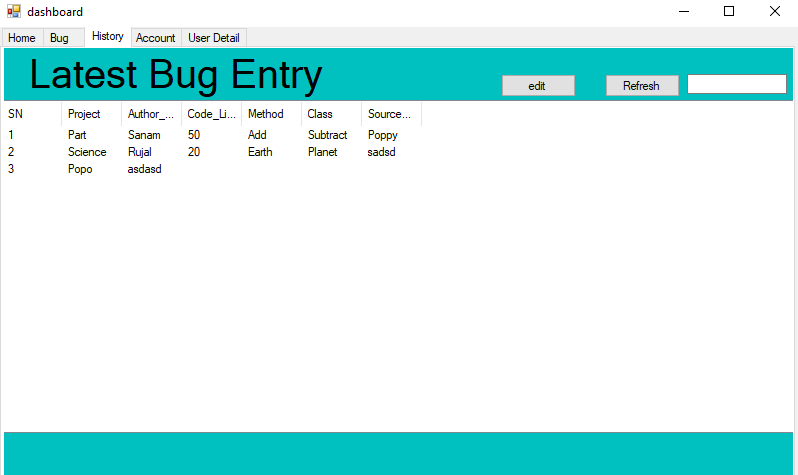 dashboard
Home Bug History Account User Detail
Latest Bug Entry
edit Refresh
SN Project Author_... Code_Li... Method Class Source...
1 Part Sanam 50 Add Subtract Poppy
2 Science Rujal 20 Earth Planet sadsd
3 Popo asdasd